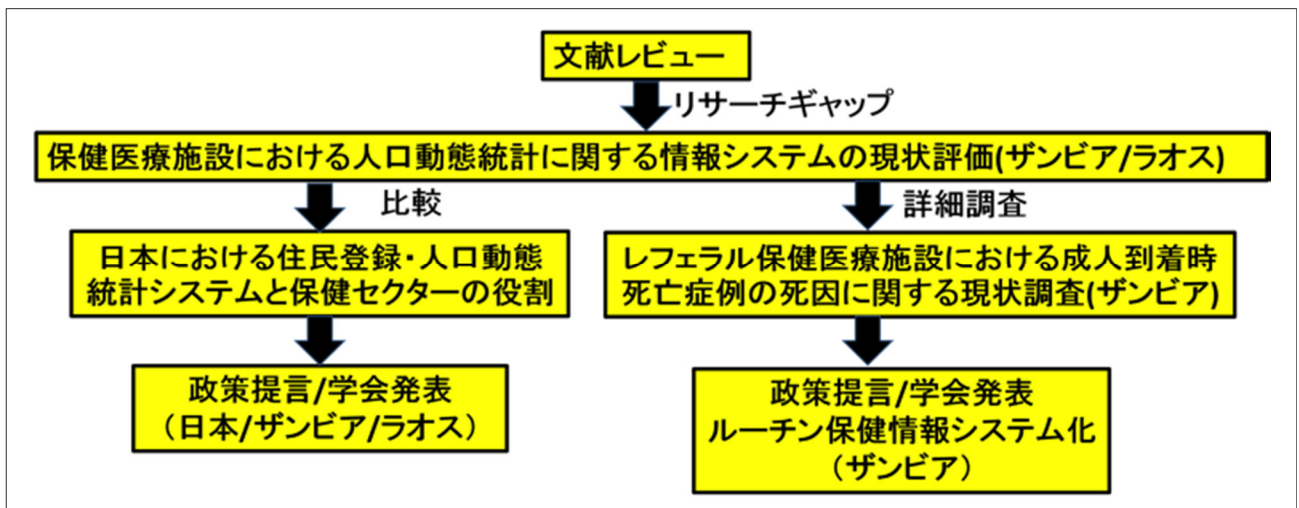 文献レビュー
リサーチギャップ
保健医療施設における人口動態統計に関する情報システムの現状評価(ザンビア/ラオス)
比較
詳細調査
日本における住民登録・人口動態
統計システムと保健セクターの役割
レフェラル保健医療施設における成人到着時
死亡症例の死因に関する現状調査(ザンビア)
政策提言/学会発表
（日本/ザンビア/ラオス）
政策提言/学会発表
ルーチン保健情報システム化
（ザンビア）